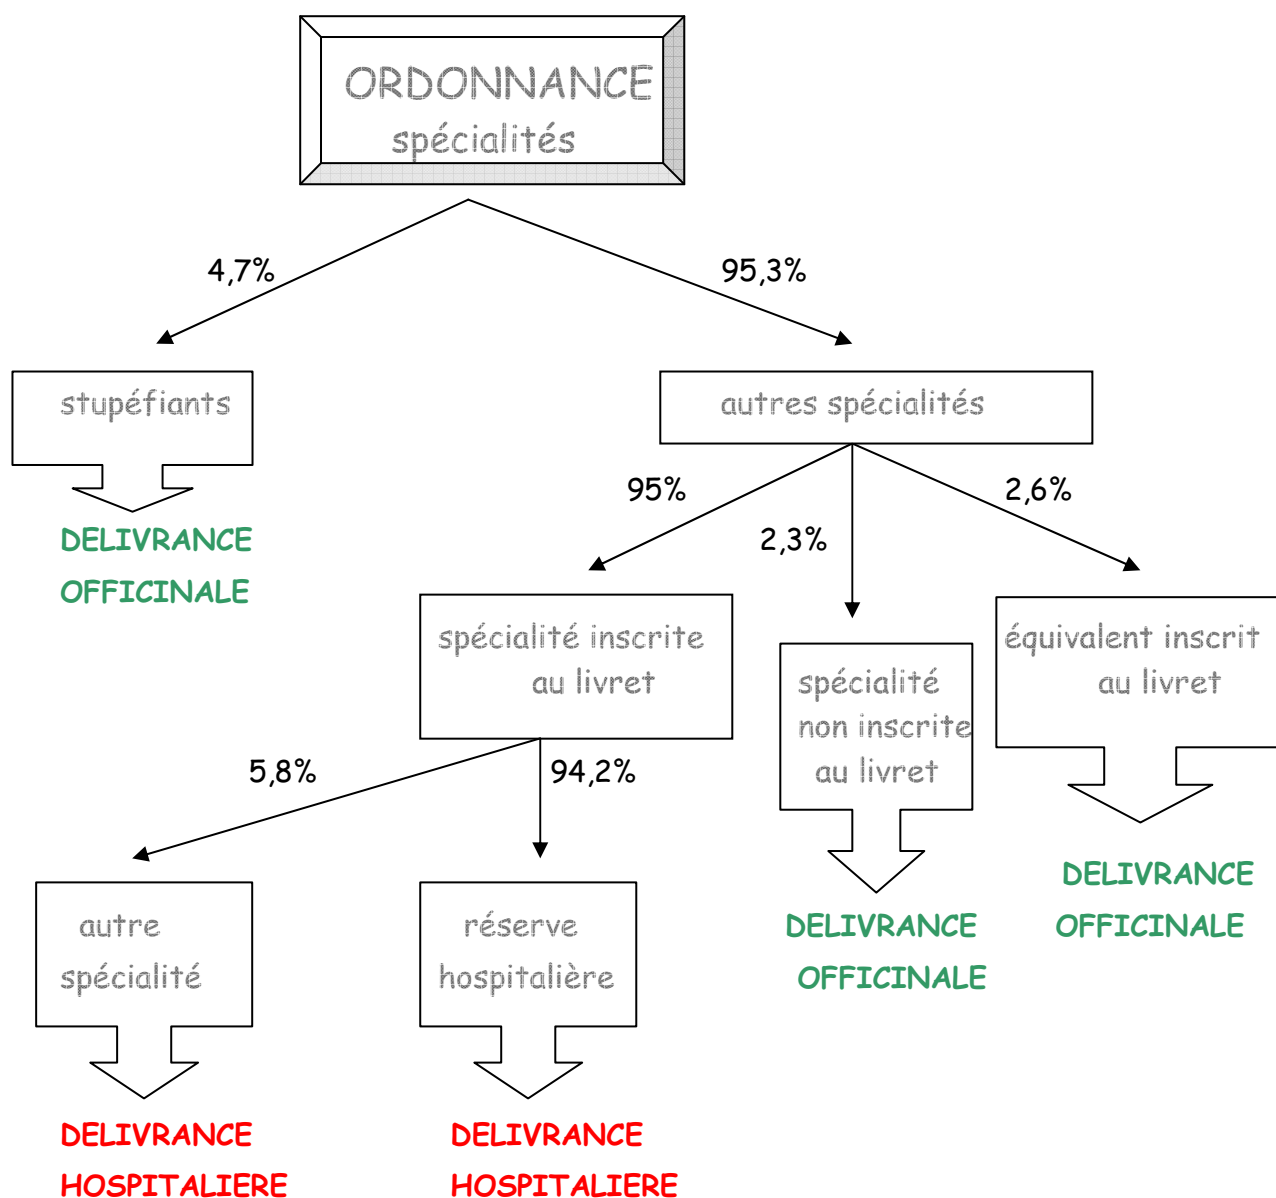 ORDONNANCE
spécialités
4,7%
95,3%
stupéfiants
autres spécialités
DELIVRANCE
OFFICINALE
95%
2,3%
2,6%
spécialité inscrite
au livret
spécialité
non inscrite
au livret
équivalent inscrit
au livret
5,8%
94,2%
DELIVRANCE
OFFICINALE
DELIVRANCE
OFFICINALE
autre
spécialité
réserve
hospitalière
DELIVRANCE
HOSPITALIERE
DELIVRANCE
HOSPITALIERE